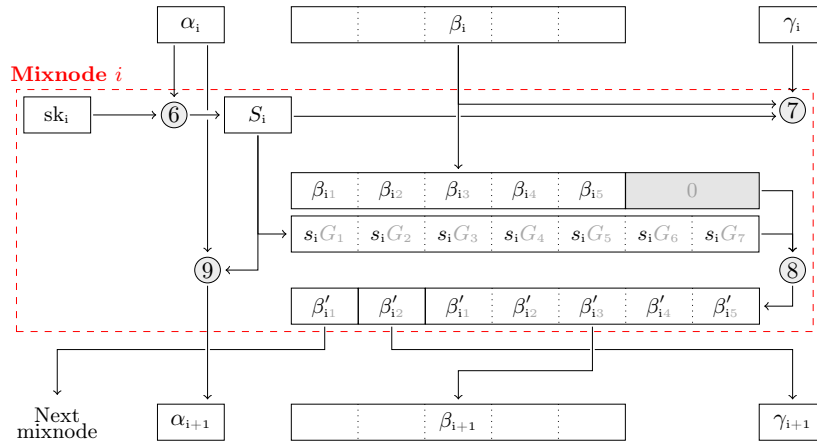 αᵢ βᵢ γᵢ
Mixnode i
skᵢ 6 Sᵢ 7
βᵢ₁ βᵢ₂ βᵢ₃ βᵢ₄ βᵢ₅ 0
sᵢG₁ sᵢG₂ sᵢG₃ sᵢG₄ sᵢG₅ sᵢG₆ sᵢG₇
9 8
β′ᵢ₁ β′ᵢ₂ β′ᵢ₁ β′ᵢ₂ β′ᵢ₃ β′ᵢ₄ β′ᵢ₅
Next
mixnode
αᵢ₊₁ βᵢ₊₁ γᵢ₊₁